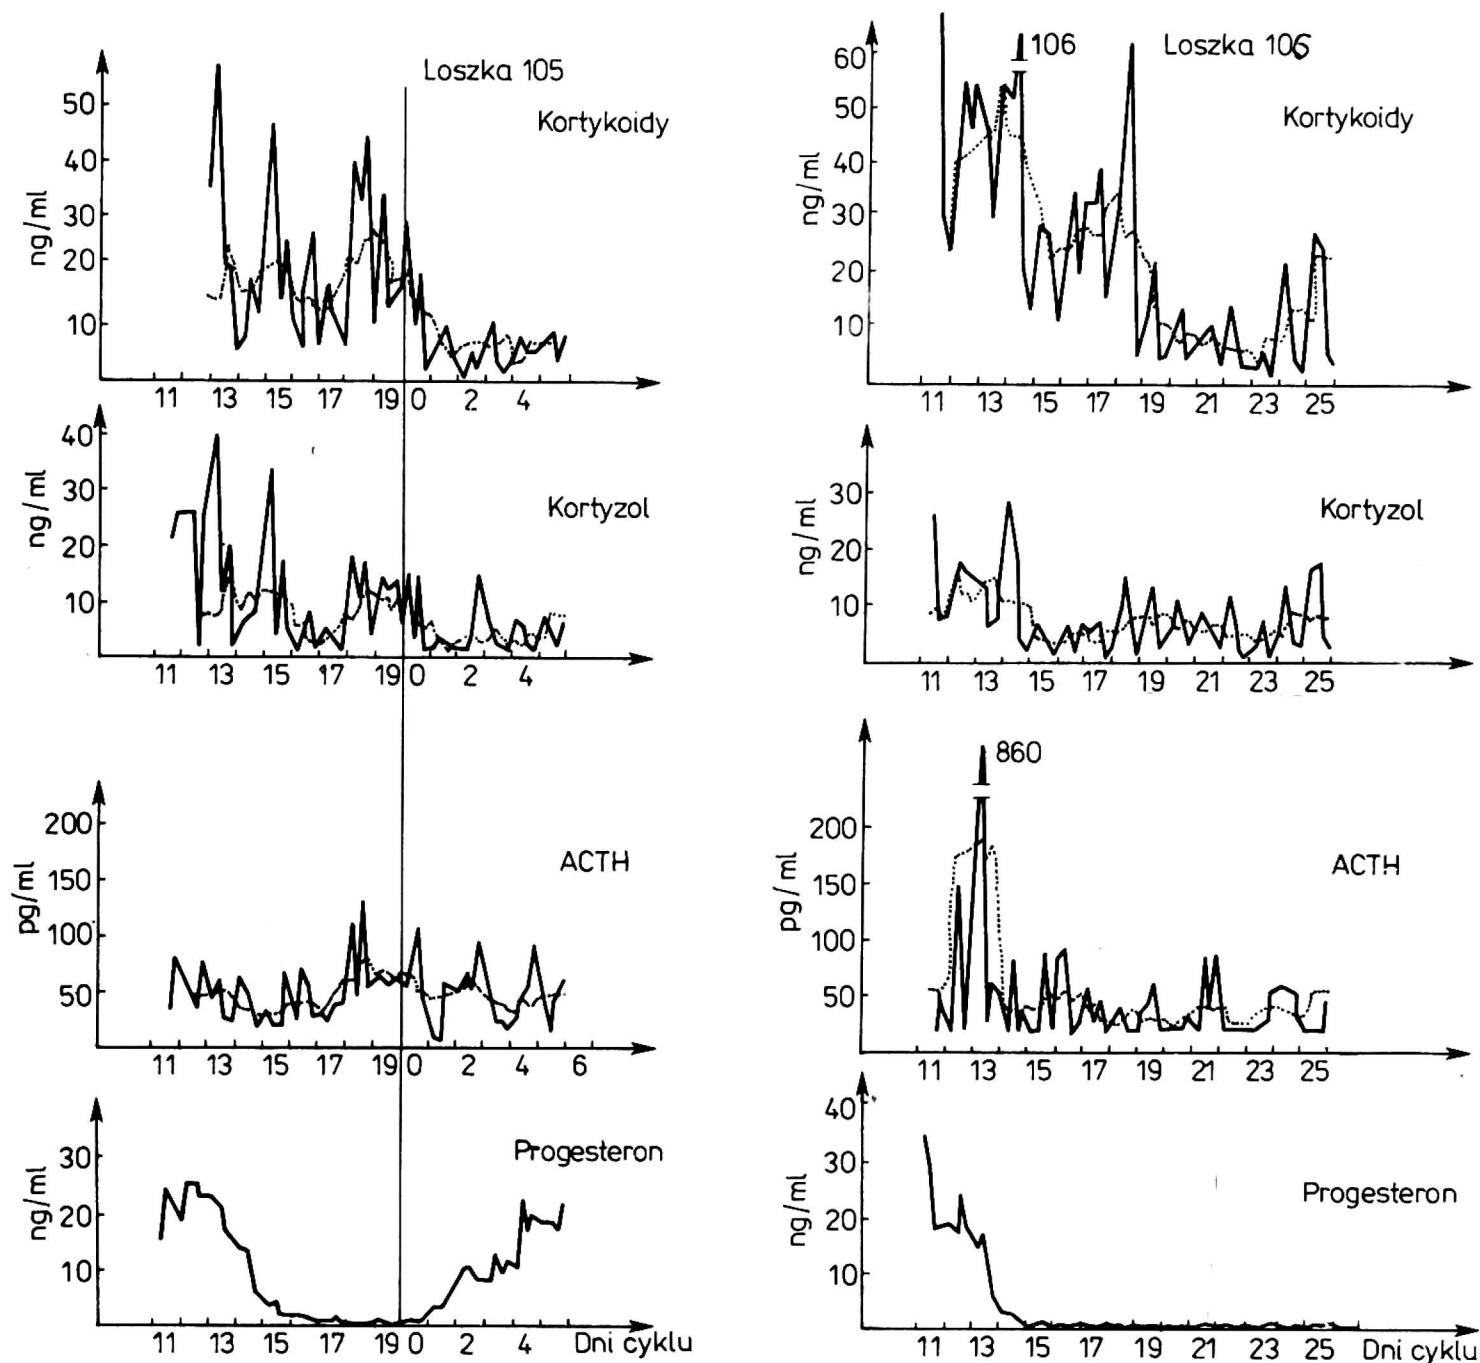 Loszka 105
Kortykoidy
ng/ml
50
40
30
20
10
11 13 15 17 19 0 2 4
Kortyzol
ng/ml
40
30
20
10
11 13 15 17 19 0 2 4
ACTH
pg/ml
200
150
100
50
11 13 15 17 19 0 2 4 6
Progesteron
ng/ml
30
20
10
11 13 15 17 19 0 2 4 Dni cyklu
106
Loszka 106
Kortykoidy
ng/ml
60
50
40
30
20
10
11 13 15 17 19 21 23 25
Kortyzol
ng/ml
30
20
10
11 13 15 17 19 21 23 25
860
ACTH
pg/ml
200
150
100
50
11 13 15 17 19 21 23 25
Progesteron
ng/ml
40
30
20
10
11 13 15 17 19 21 23 25 Dni cyklu